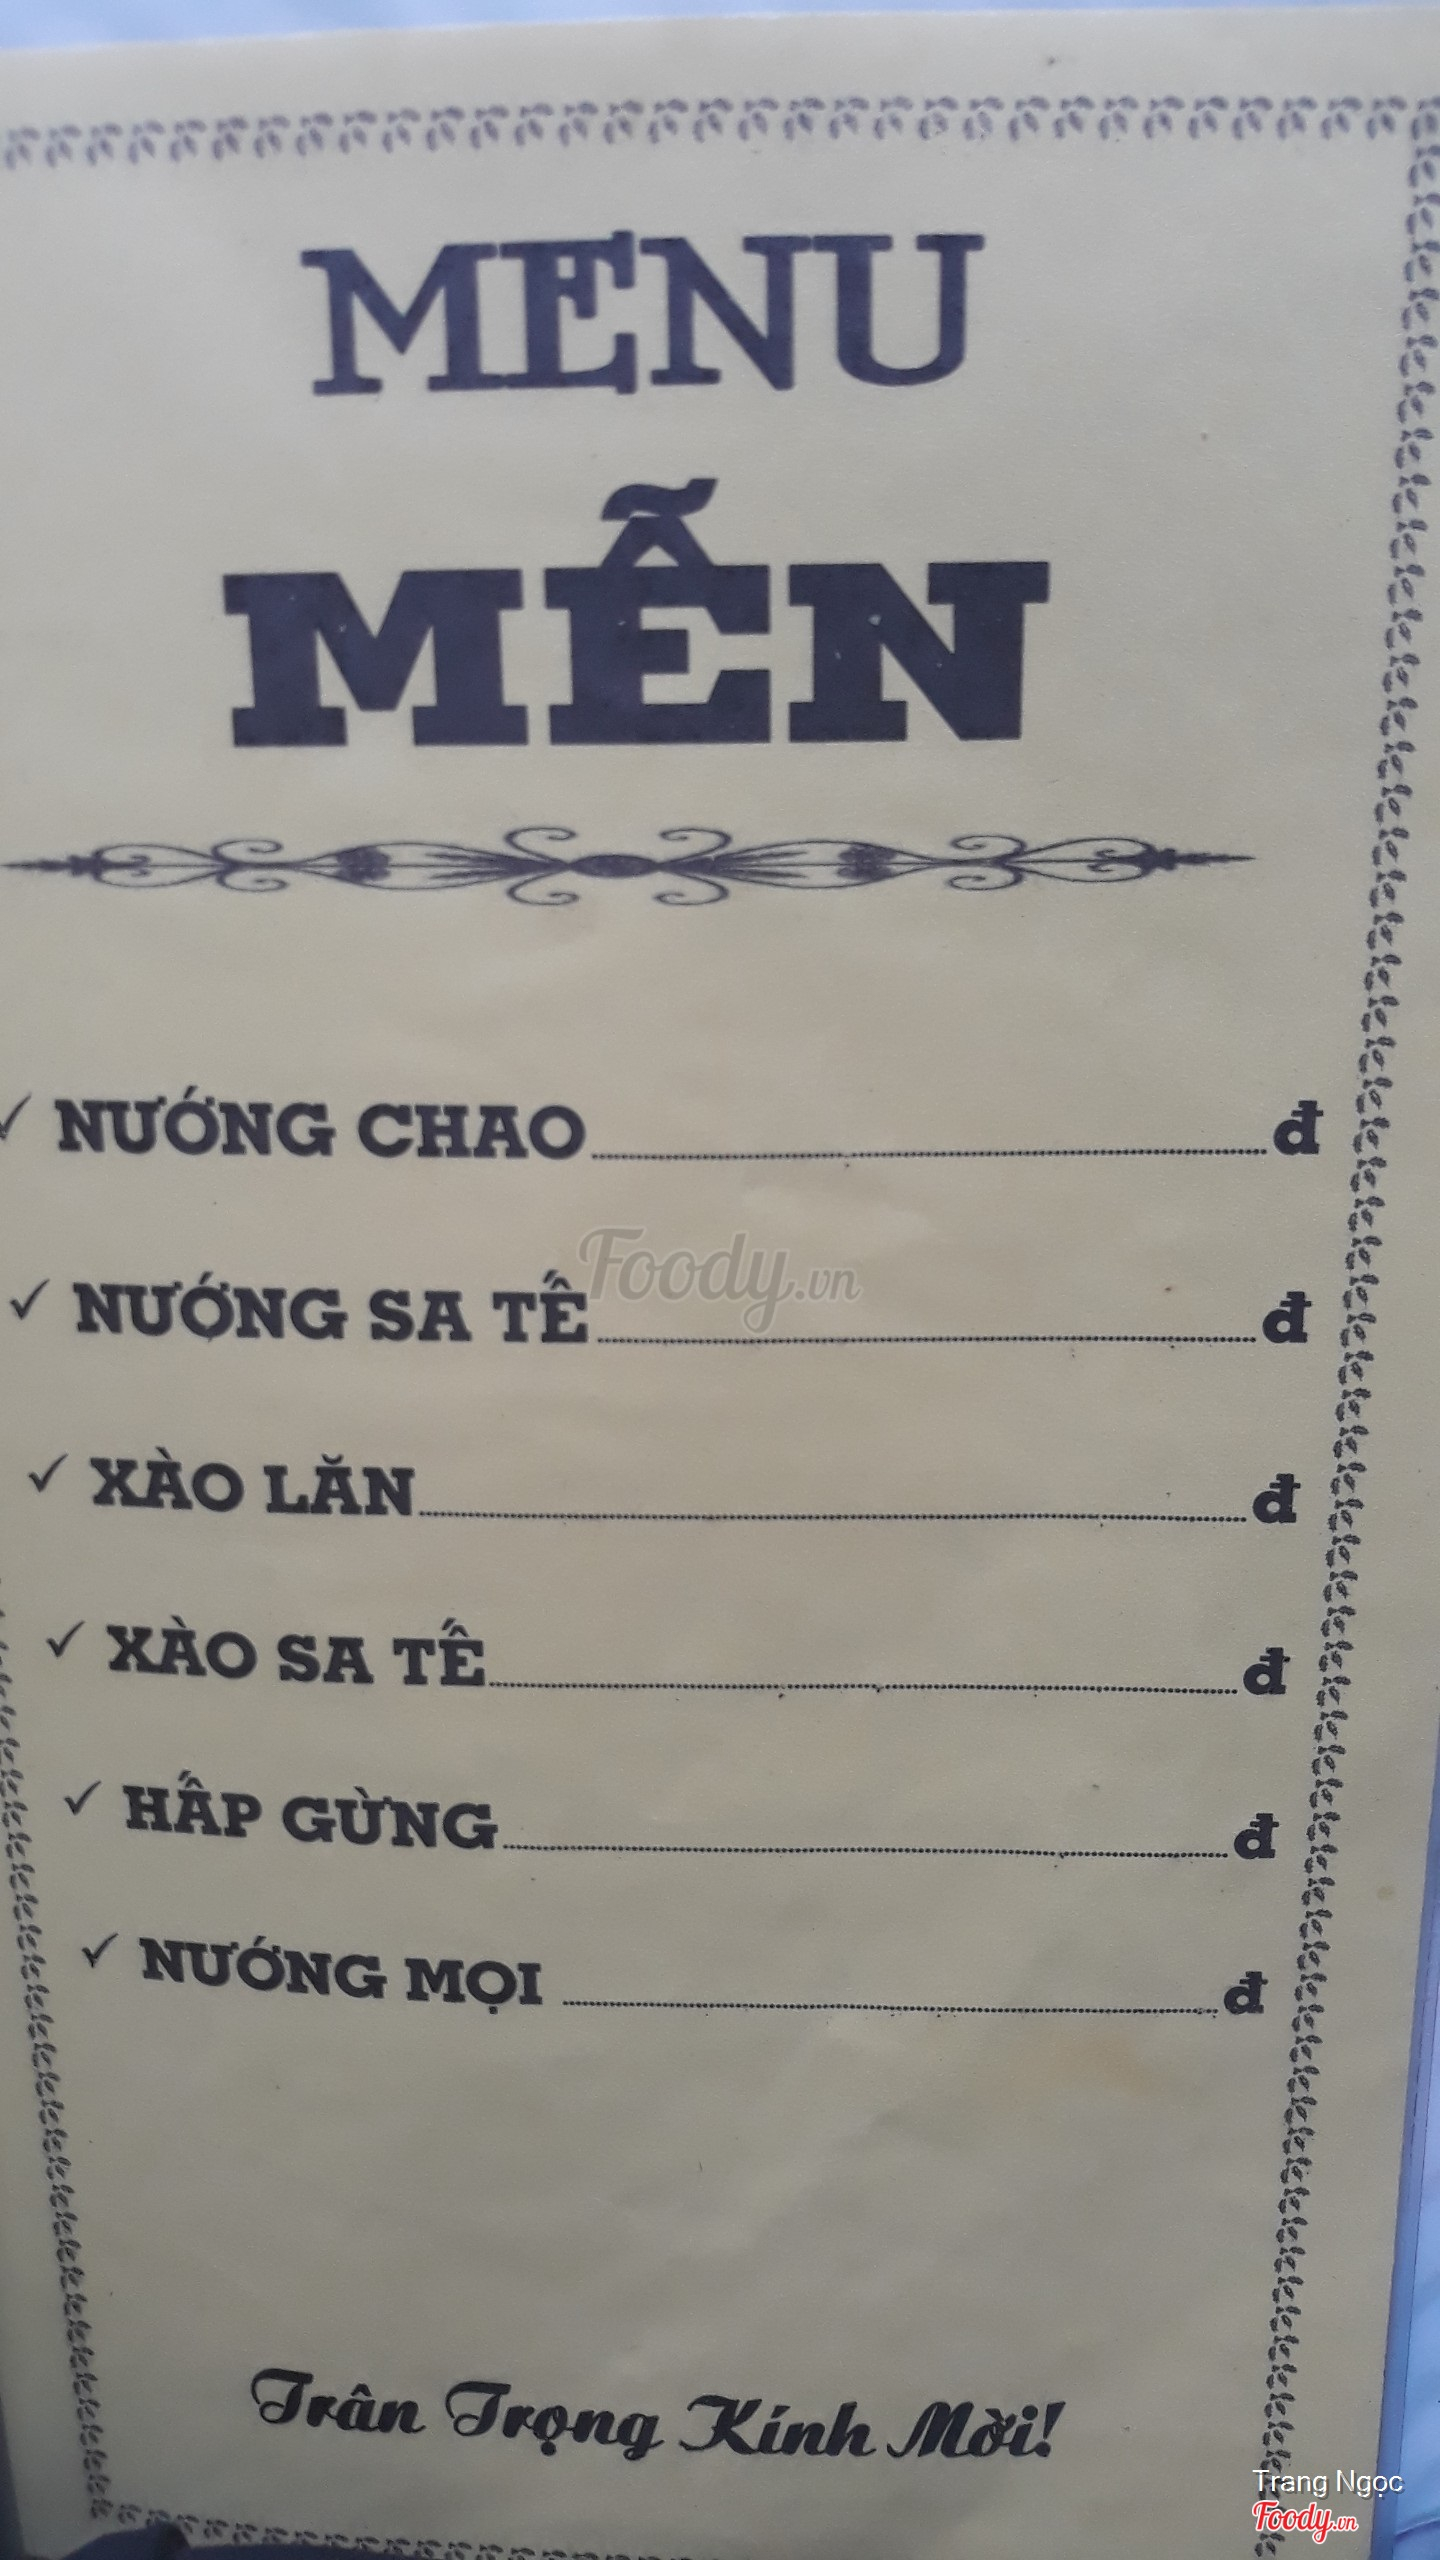 MENU
MỄN
✓ NƯỚNG CHAO........đ
✓ NƯỚNG SA TẾ........đ
Foody.vn
✓ XÀO LĂN........đ
✓ XÀO SA TẾ........đ
✓ HẤP GỪNG........đ
✓ NƯỚNG MỌI ........đ
Trân Trọng Kính Mời!
Trang Ngọc
Foody.vn